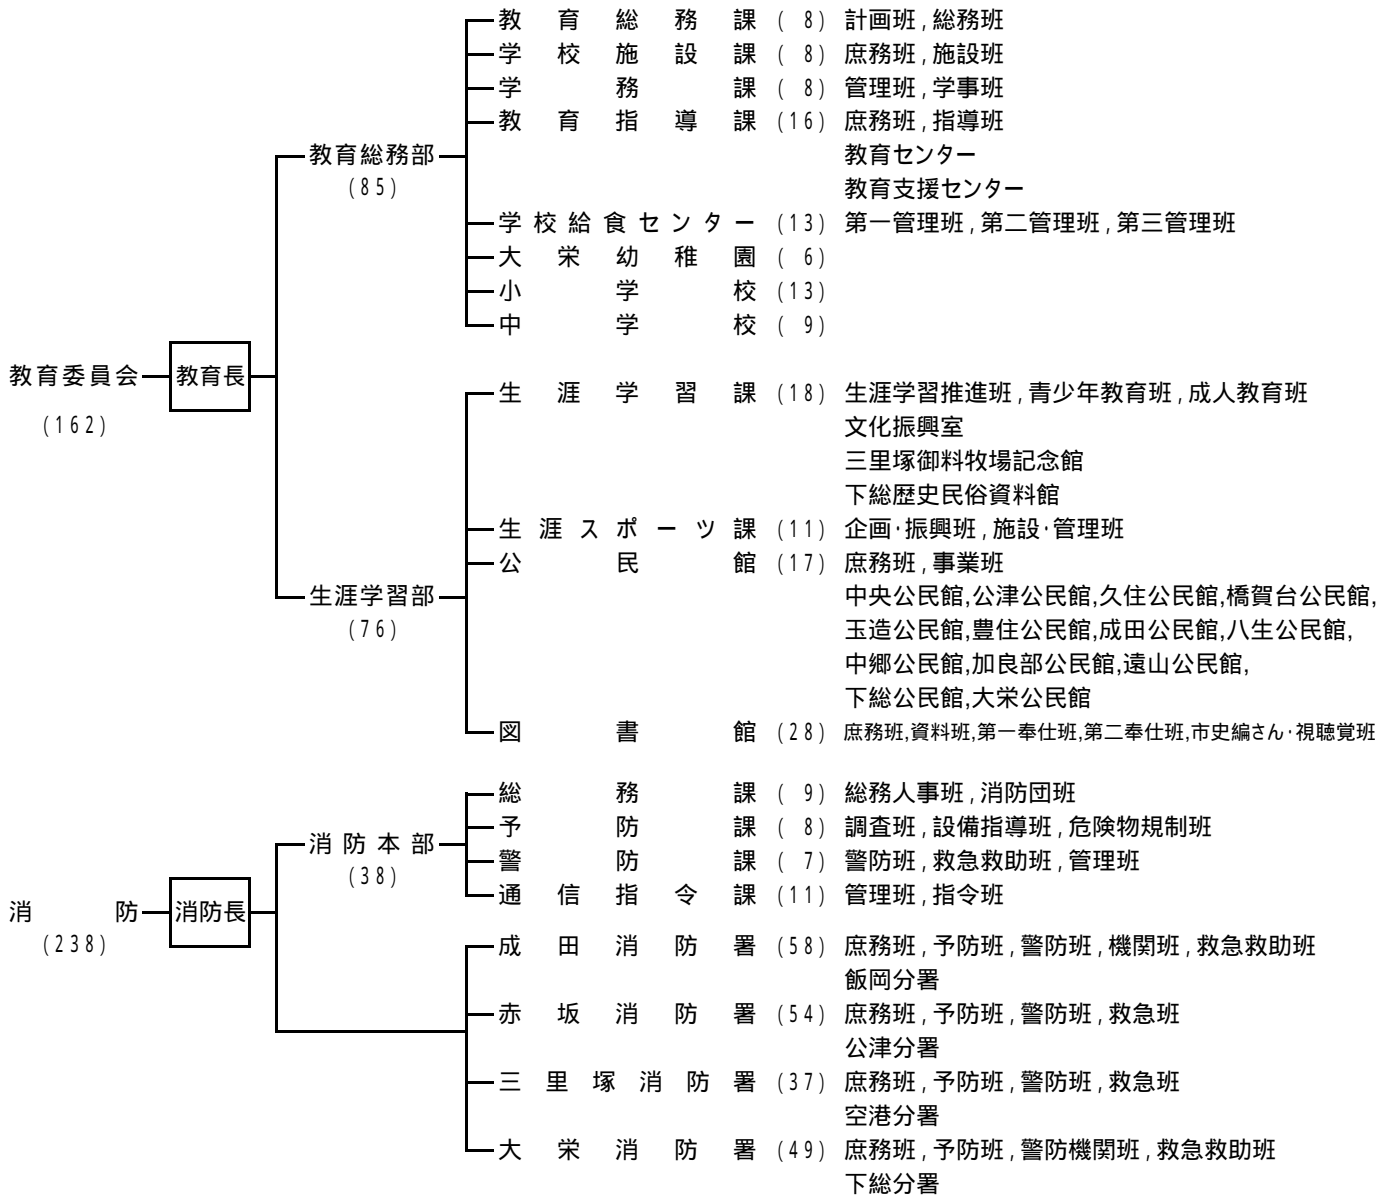 教育総務課 ( 8) 計画班,総務班
学校施設課 ( 8) 庶務班,施設班
学務課 ( 8) 管理班,学事班
教育指導課 (16) 庶務班,指導班
教育総務部 教育センター
(85) 教育支援センター
学校給食センター (13) 第一管理班,第二管理班,第三管理班
大栄幼稚園 ( 6)
小学校 (13)
中学校 ( 9)
教育委員会 教育長
(162)
生涯学習課 (18) 生涯学習推進班,青少年教育班,成人教育班
文化振興室
三里塚御料牧場記念館
下総歴史民俗資料館
生涯スポーツ課 (11) 企画・振興班,施設・管理班
公民館 (17) 庶務班,事業班
生涯学習部 中央公民館,公津公民館,久住公民館,橋賀台公民館,
(76) 玉造公民館,豊住公民館,成田公民館,八生公民館,
中郷公民館,加良部公民館,遠山公民館,
下総公民館,大栄公民館
図書館 (28) 庶務班,資料班,第一奉仕班,第二奉仕班,市史編さん・視聴覚班
総務課 ( 9) 総務人事班,消防団班
予防課 ( 8) 調査班,設備指導班,危険物規制班
消防本部
(38)
警防課 ( 7) 警防班,救急救助班,管理班
通信指令課 (11) 管理班,指令班
消防 消防長
(238)
成田消防署 (58) 庶務班,予防班,警防班,機関班,救急救助班
飯岡分署
赤坂消防署 (54) 庶務班,予防班,警防班,救急班
公津分署
三里塚消防署 (37) 庶務班,予防班,警防班,救急班
空港分署
大栄消防署 (49) 庶務班,予防班,警防機関班,救急救助班
下総分署